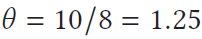 θ = 10/8 = 1.25